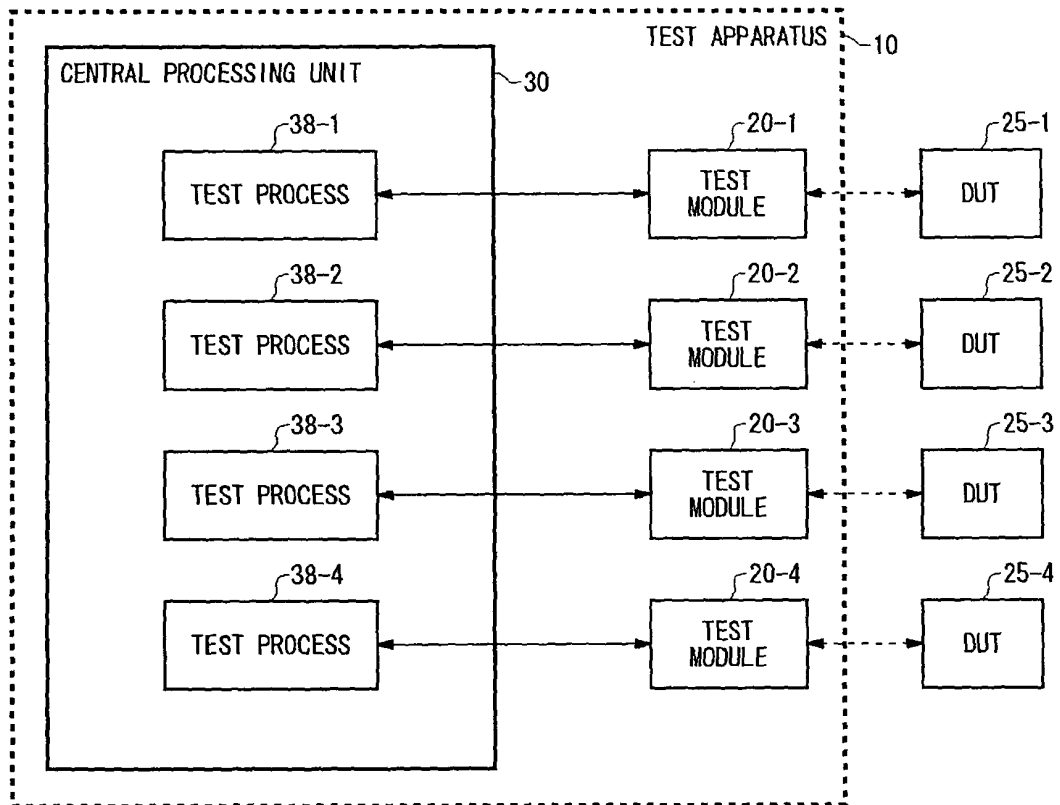 TEST APPARATUS
10
CENTRAL PROCESSING UNIT
30
38-1
20-1
25-1
TEST PROCESS
TEST
MODULE
DUT
38-2
20-2
25-2
TEST PROCESS
TEST
MODULE
DUT
38-3
20-3
25-3
TEST PROCESS
TEST
MODULE
DUT
38-4
20-4
25-4
TEST PROCESS
TEST
MODULE
DUT